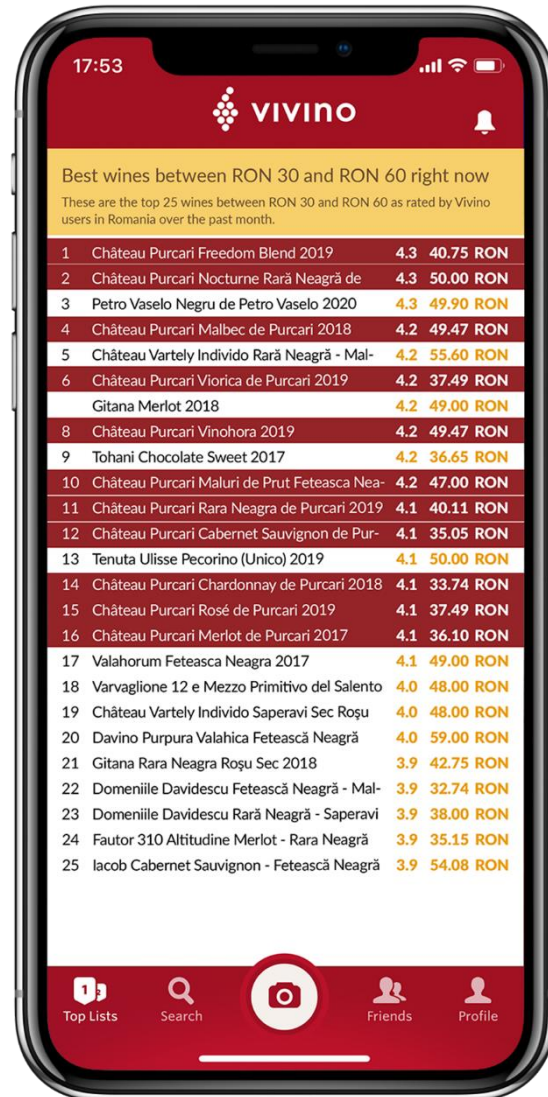 17:53
VIVINO
Best wines between RON 30 and RON 60 right now
These are the top 25 wines between RON 30 and RON 60 as rated by Vivino
users in Romania over the past month.
1 Château Purcari Freedom Blend 2019 4.3 40.75 RON
2 Château Purcari Nocturne Rară Neagră de 4.3 50.00 RON
3 Petro Vaselo Negru de Petro Vaselo 2020 4.3 49.90 RON
4 Château Purcari Malbec de Purcari 2018 4.2 49.47 RON
5 Château Vartely Individo Rară Neagră - Mal- 4.2 55.60 RON
6 Château Purcari Viorica de Purcari 2019 4.2 37.49 RON
Gitana Merlot 2018 4.2 49.00 RON
8 Château Purcari Vinohora 2019 4.2 49.47 RON
9 Tohani Chocolate Sweet 2017 4.2 36.65 RON
10 Château Purcari Maluri de Prut Feteasca Nea- 4.2 47.00 RON
11 Château Purcari Rara Neagra de Purcari 2019 4.1 40.11 RON
12 Château Purcari Cabernet Sauvignon de Pur- 4.1 35.05 RON
13 Tenuta Ulisse Pecorino (Unico) 2019 4.1 50.00 RON
14 Château Purcari Chardonnay de Purcari 2018 4.1 33.74 RON
15 Château Purcari Rosé de Purcari 2019 4.1 37.49 RON
16 Château Purcari Merlot de Purcari 2017 4.1 36.10 RON
17 Valahorum Feteasca Neagra 2017 4.1 49.00 RON
18 Varvaglione 12 e Mezzo Primitivo del Salento 4.0 48.00 RON
19 Château Vartely Individo Saperavi Sec Roşu 4.0 48.00 RON
20 Davino Purpura Valahica Fetească Neagră 4.0 59.00 RON
21 Gitana Rara Neagra Roşu Sec 2018 3.9 42.75 RON
22 Domeniile Davidescu Fetească Neagră - Mal- 3.9 32.74 RON
23 Domeniile Davidescu Rară Neagră - Saperavi 3.9 38.00 RON
24 Fautor 310 Altitudine Merlot - Rara Neagră 3.9 35.15 RON
25 Iacob Cabernet Sauvignon - Fetească Neagră 3.9 54.08 RON
1 2
Top Lists Search Friends Profile